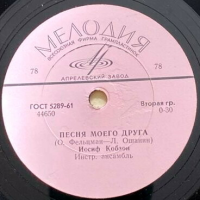 МЕЛОДИЯ
ВСЕСОЮЗНАЯ ФИРМА ГРАМПЛАСТИНОК
78 78
АПРЕЛЕВСКИЙ ЗАВОД
ГОСТ 5289-61 Вторая гр.
44650 0-30
ПЕСНЯ МОЕГО ДРУГА
(О. Фельцман—Л. Ошанин)
Иосиф Кобзон
Инстр. ансамбль